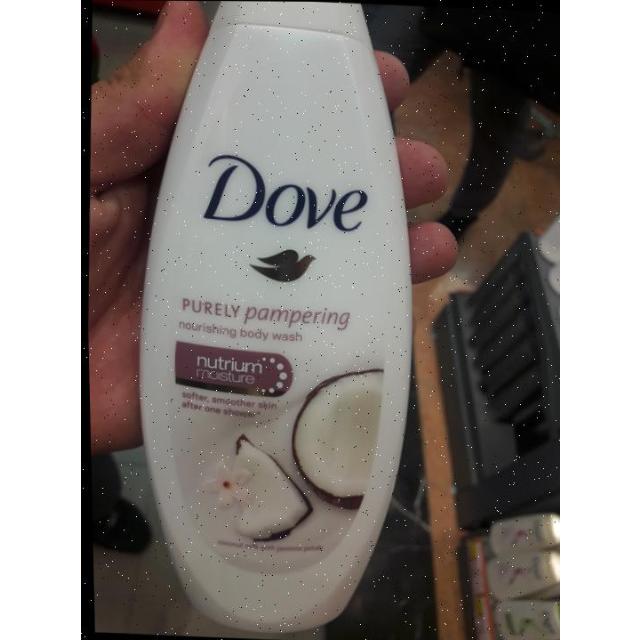 Dove
PURELY pampering
nourishing body wash
nutrium
moisture
softer, smoother skin
after one shower